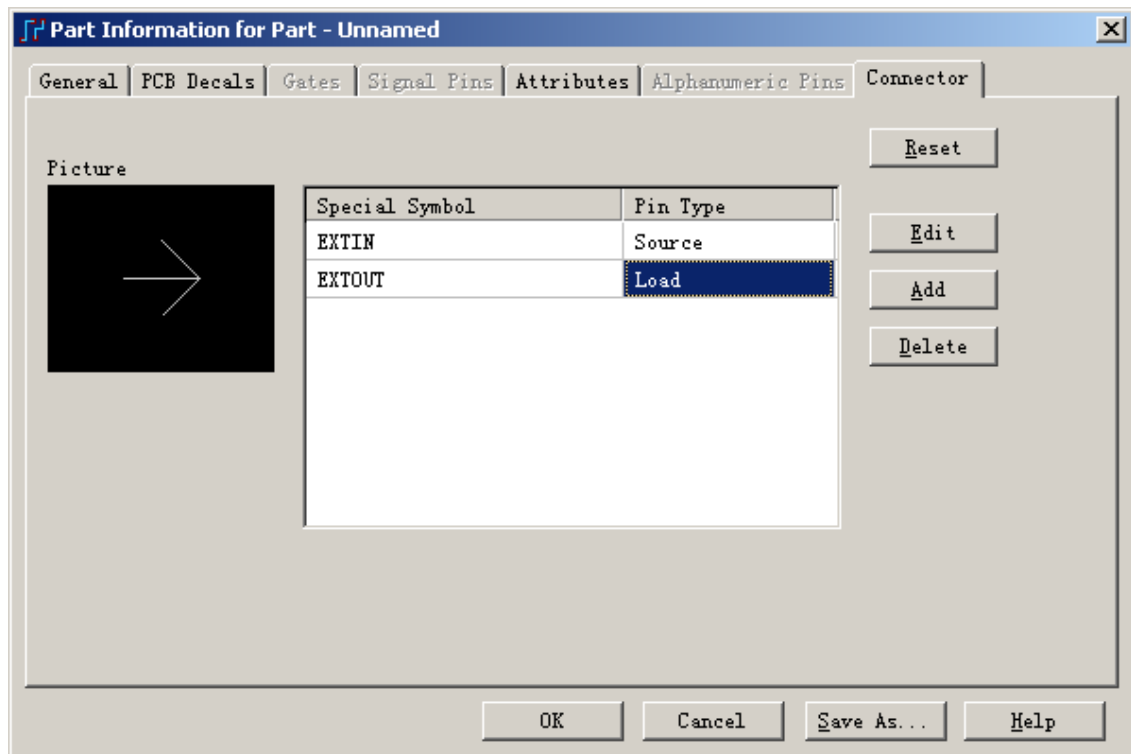 Part Information for Part - Unnamed
General PCB Decals Gates Signal Pins Attributes Alphanumeric Pins Connector
Reset
Picture
Special Symbol Pin Type
EXTIN Source
Edit
EXTOUT Load
Add
Delete
OK Cancel Save As... Help